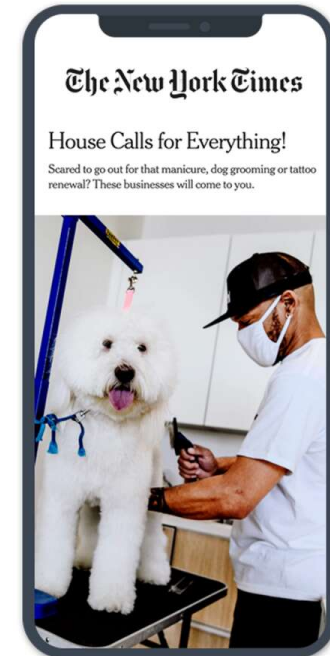 The New York Times
House Calls for Everything!
Scared to go out for that manicure, dog grooming or tattoo
renewal? These businesses will come to you.